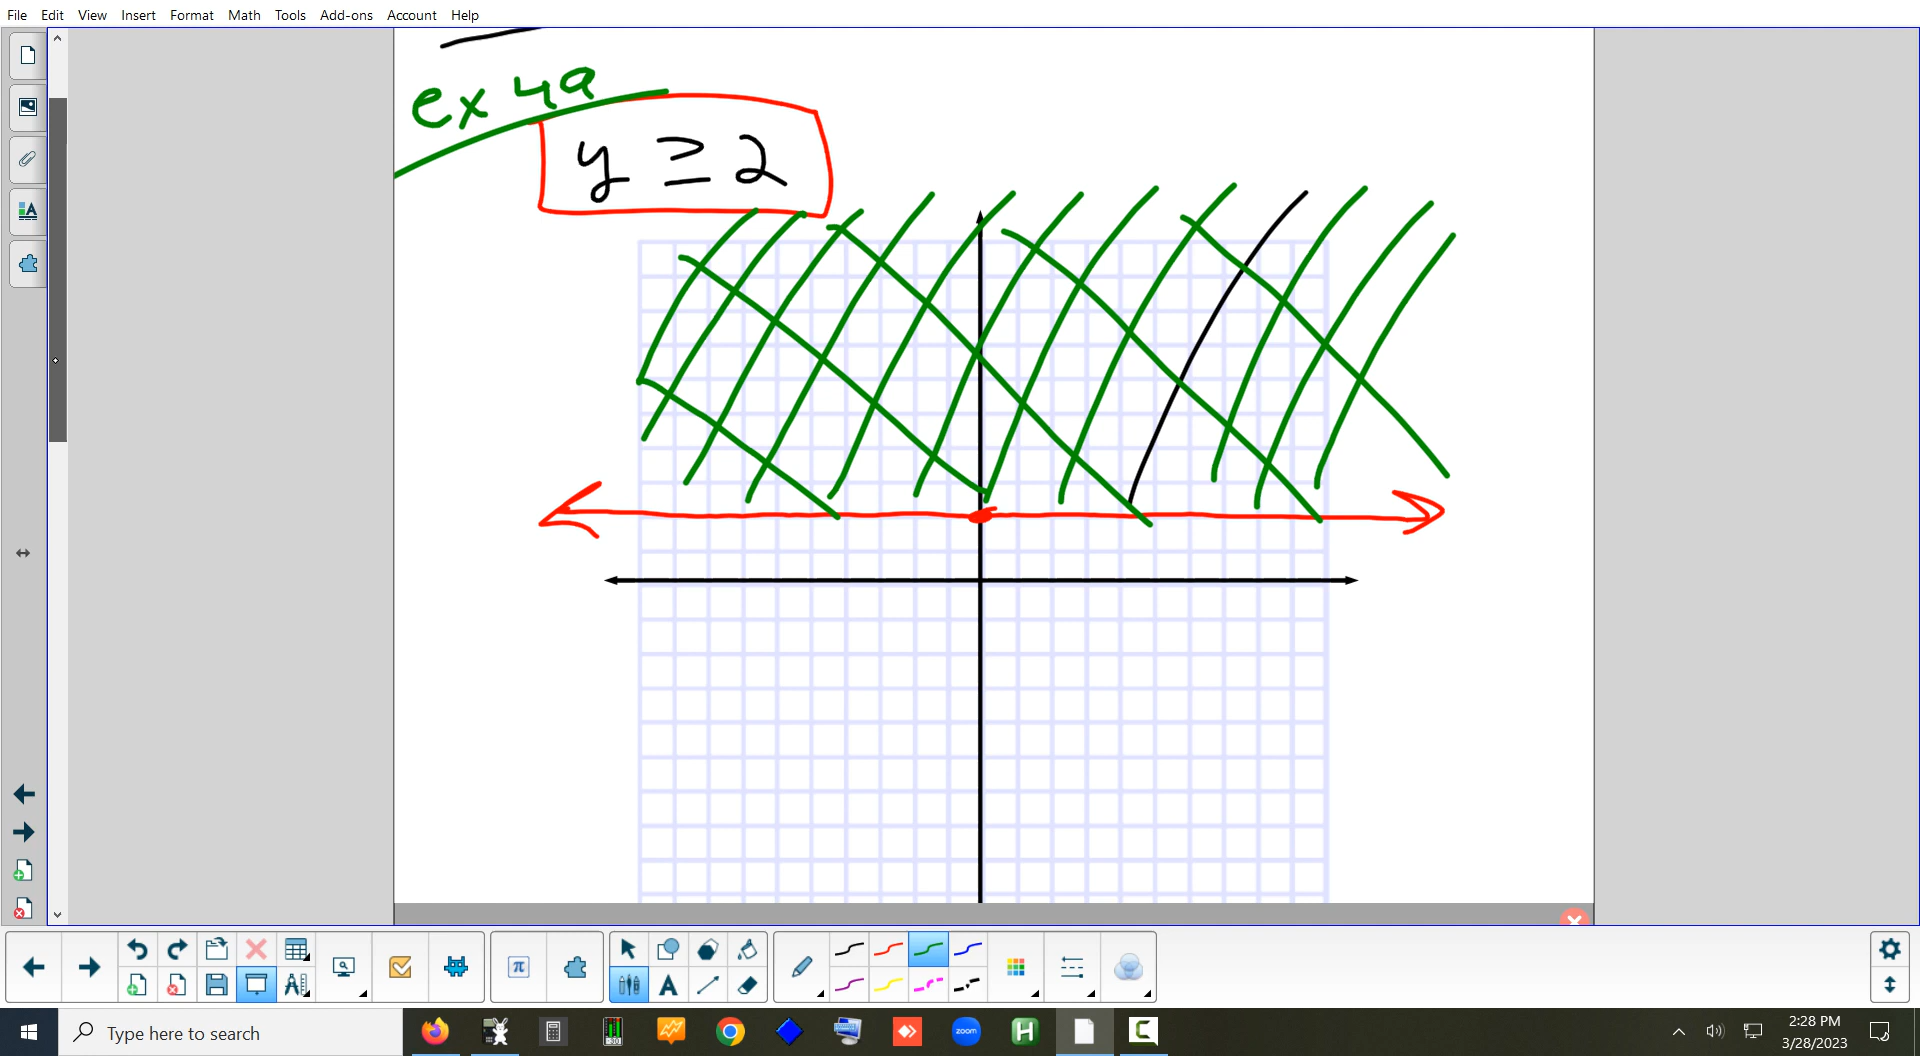 File Edit View Insert Format Math Tools Add-ons Account Help
ex 4a
y ≥ 2
A
π
A
zoom
H
C
Type here to search
2:28 PM
3/28/2023